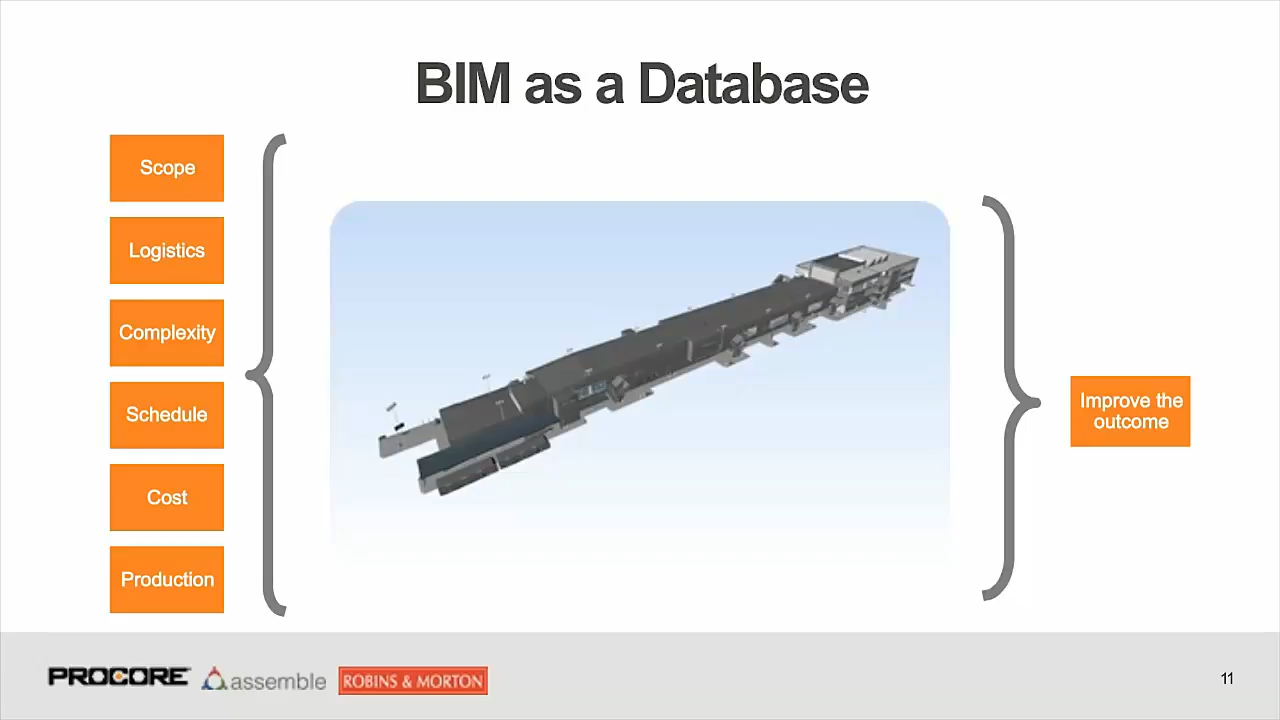 BIM as a Database
Scope
Logistics
Complexity
Schedule
Cost
Production
Improve the
outcome
PROCORE
assemble
ROBINS & MORTON
11